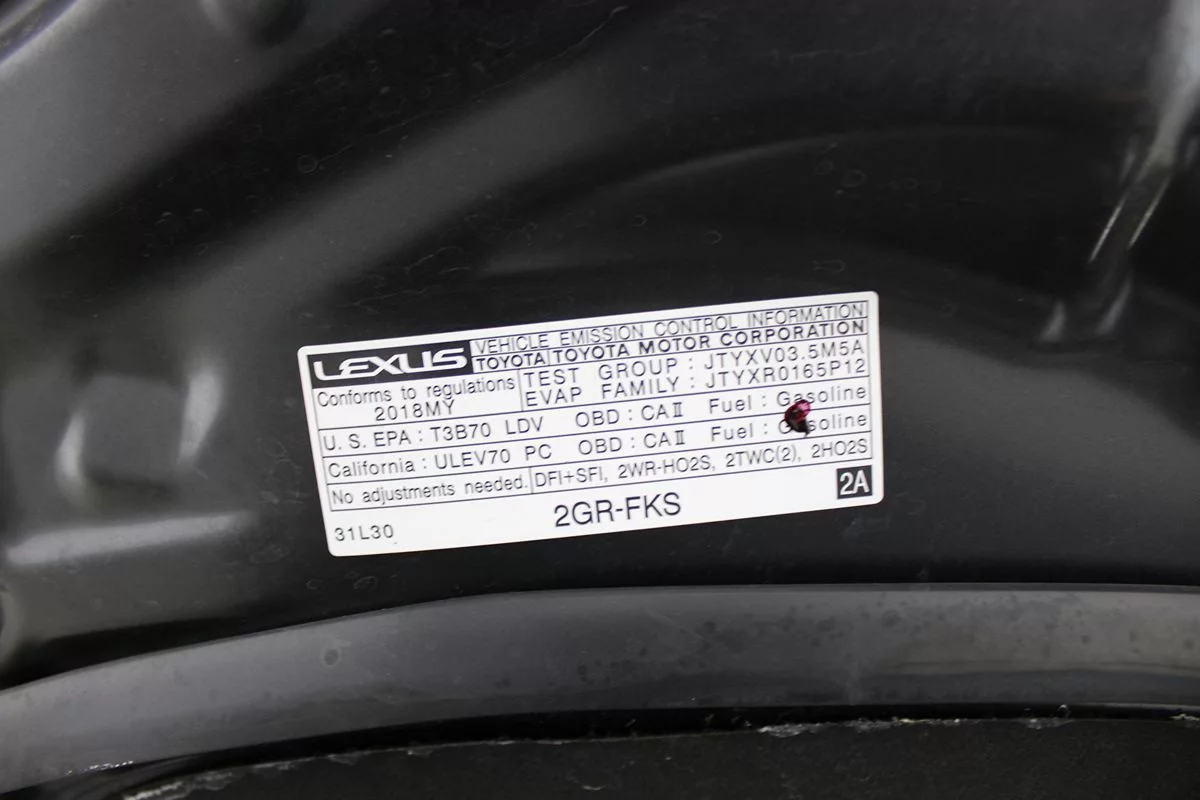 LEXUS
VEHICLE EMISSION CONTROL INFORMATION
TOYOTA TOYOTA MOTOR CORPORATION
Conforms to regulations
2018MY
TEST GROUP : JTYXV03.5M5A
EVAP FAMILY : JTYXR0165P12
U.S. EPA : T3B70 LDV OBD : CAⅡ Fuel : Gasoline
California : ULEV70 PC OBD : CAⅡ Fuel : Gasoline
No adjustments needed. DFI+SFI, 2WR-HO2S, 2TWC(2), 2HO2S
31L30 2GR-FKS 2A